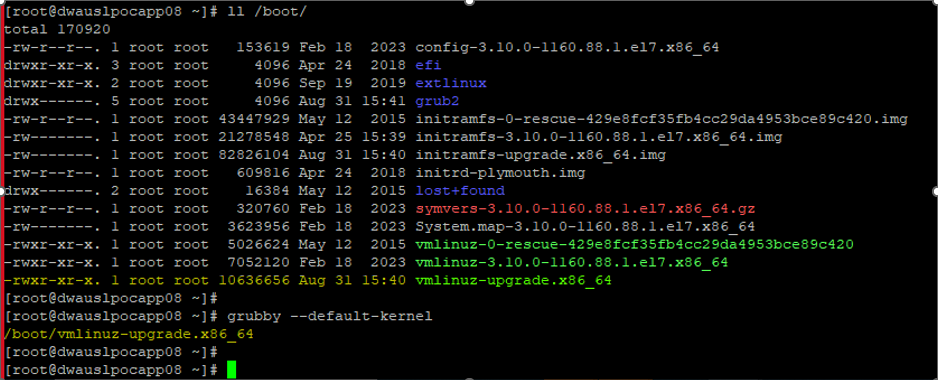 [root@dwauslpocapp08 ~]# ll /boot/
total 170920
-rw-r--r--. 1 root root   153619 Feb 18  2023 config-3.10.0-1160.88.1.el7.x86_64
drwxr-xr-x. 3 root root     4096 Apr 24  2018 efi
drwxr-xr-x. 2 root root     4096 Sep 19  2019 extlinux
drwx------. 5 root root     4096 Aug 31 15:41 grub2
-rw-------. 1 root root 43447929 May 12  2015 initramfs-0-rescue-429e8fcf35fb4cc29da4953bce89c420.img
-rw-------. 1 root root 21278548 Apr 25 15:39 initramfs-3.10.0-1160.88.1.el7.x86_64.img
-rw-------. 1 root root 82826104 Aug 31 15:40 initramfs-upgrade.x86_64.img
-rw-r--r--. 1 root root   609816 Apr 24  2018 initrd-plymouth.img
drwx------. 2 root root    16384 May 12  2015 lost+found
-rw-r--r--. 1 root root   320760 Feb 18  2023 symvers-3.10.0-1160.88.1.el7.x86_64.gz
-rw-------. 1 root root  3623956 Feb 18  2023 System.map-3.10.0-1160.88.1.el7.x86_64
-rwxr-xr-x. 1 root root  5026624 May 12  2015 vmlinuz-0-rescue-429e8fcf35fb4cc29da4953bce89c420
-rwxr-xr-x. 1 root root  7052120 Feb 18  2023 vmlinuz-3.10.0-1160.88.1.el7.x86_64
-rwxr-xr-x. 1 root root 10636656 Aug 31 15:40 vmlinuz-upgrade.x86_64
[root@dwauslpocapp08 ~]#
[root@dwauslpocapp08 ~]# grubby --default-kernel
/boot/vmlinuz-upgrade.x86_64
[root@dwauslpocapp08 ~]#
[root@dwauslpocapp08 ~]#